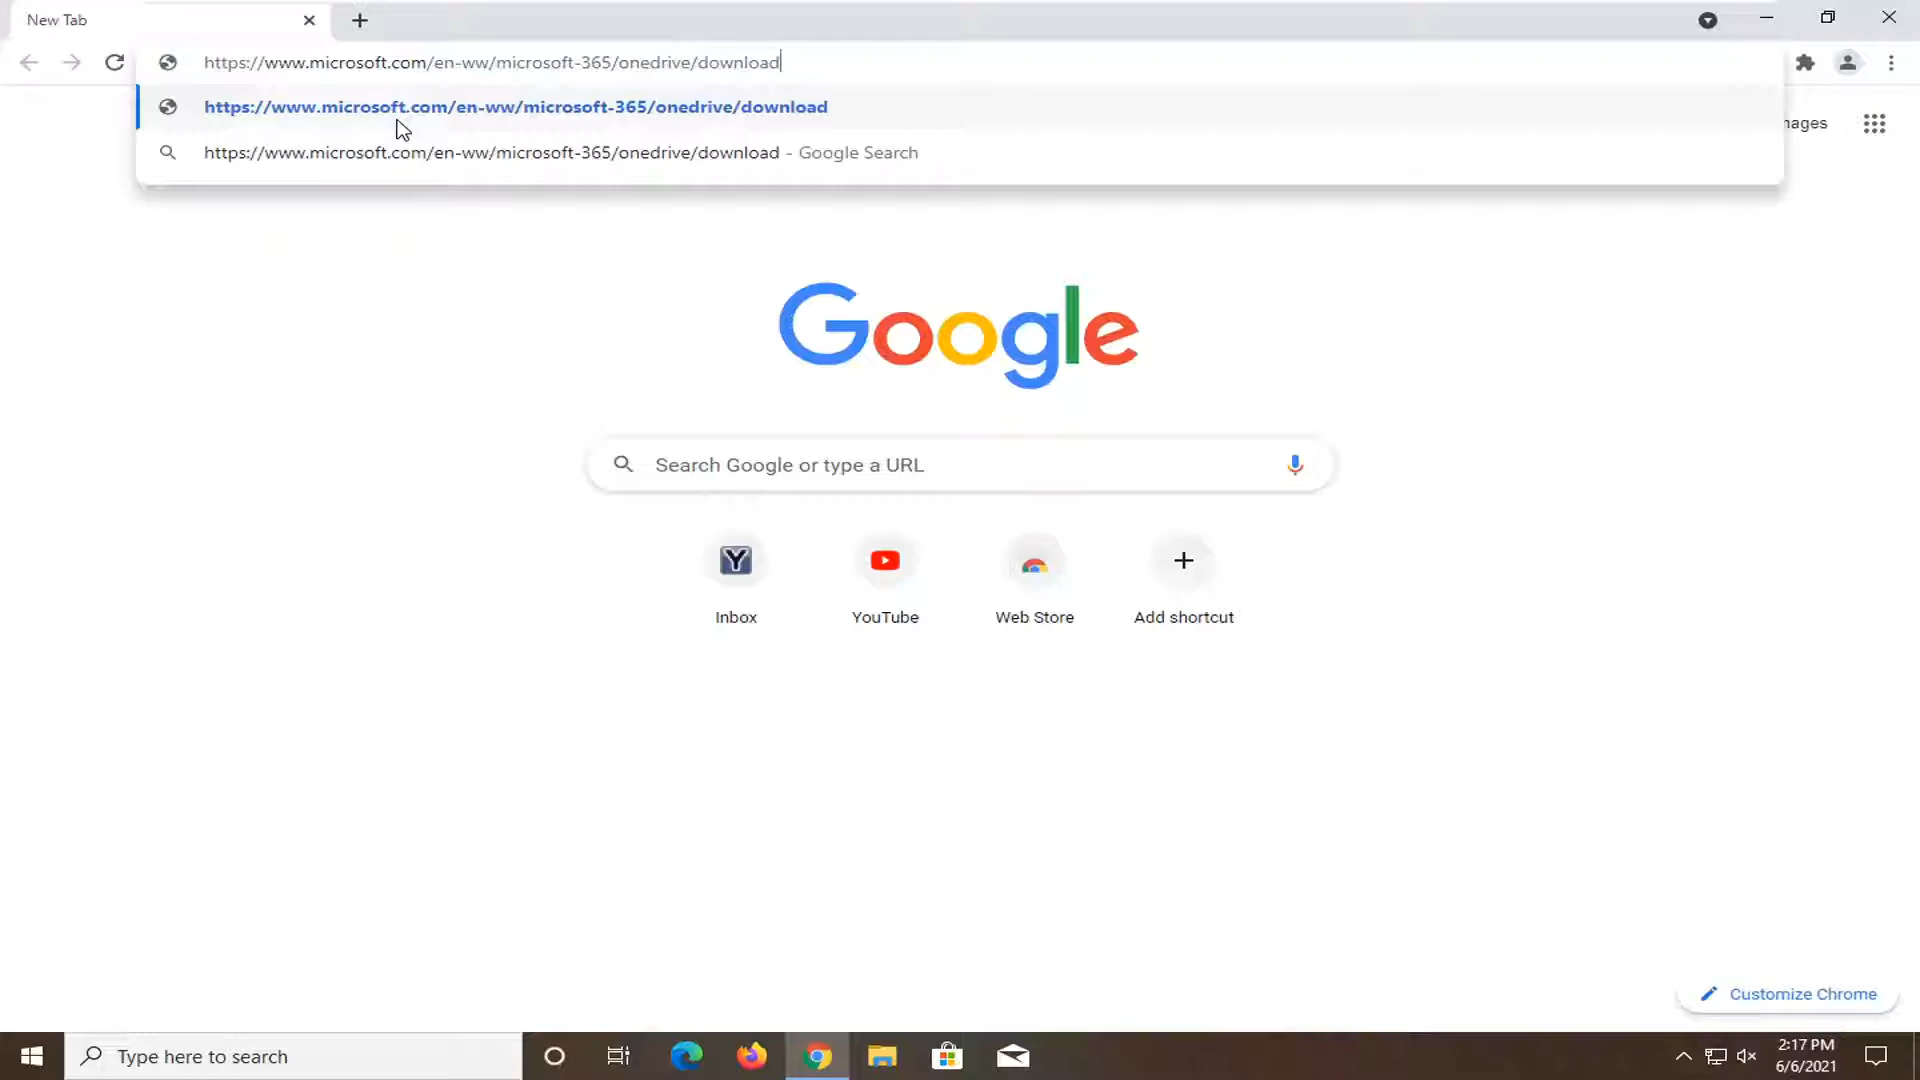 New Tab
https://www.microsoft.com/en-ww/microsoft-365/onedrive/download
https://www.microsoft.com/en-ww/microsoft-365/onedrive/download
https://www.microsoft.com/en-ww/microsoft-365/onedrive/download - Google Search
Google
Search Google or type a URL
Y
Inbox
YouTube
Web Store
Add shortcut
Customize Chrome
Type here to search
2:17 PM
6/6/2021